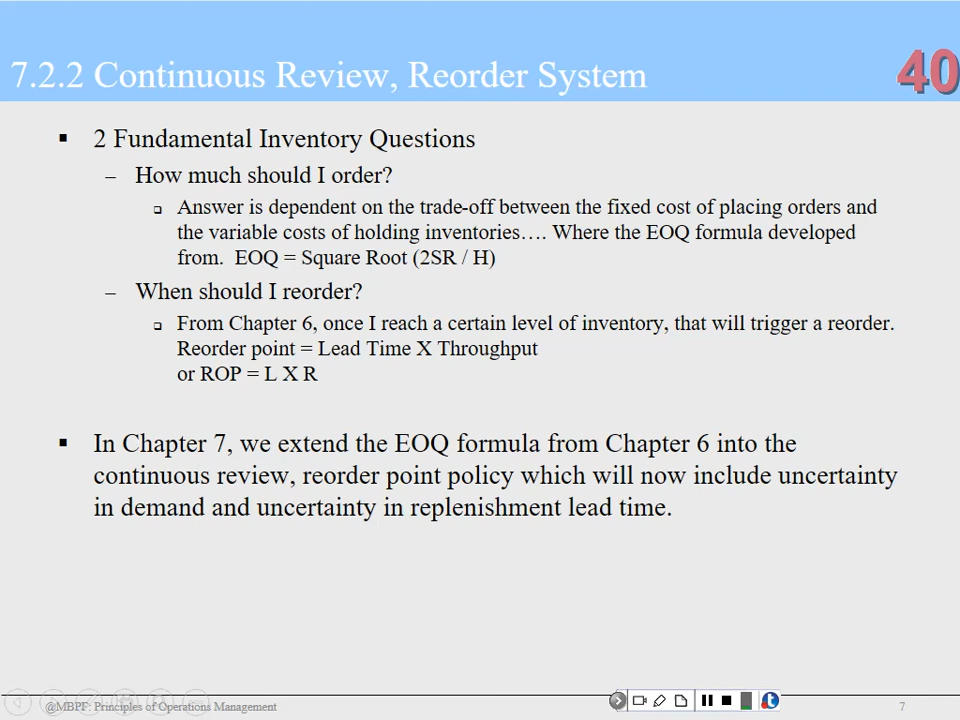 7.2.2 Continuous Review, Reorder System
40
▪ 2 Fundamental Inventory Questions
– How much should I order?
❑ Answer is dependent on the trade-off between the fixed cost of placing orders and
the variable costs of holding inventories…. Where the EOQ formula developed
from.  EOQ = Square Root (2SR / H)
– When should I reorder?
❑ From Chapter 6, once I reach a certain level of inventory, that will trigger a reorder.
Reorder point = Lead Time X Throughput
or ROP = L X R
▪ In Chapter 7, we extend the EOQ formula from Chapter 6 into the
continuous review, reorder point policy which will now include uncertainty
in demand and uncertainty in replenishment lead time.
@MBPF: Principles of Operations Management
7